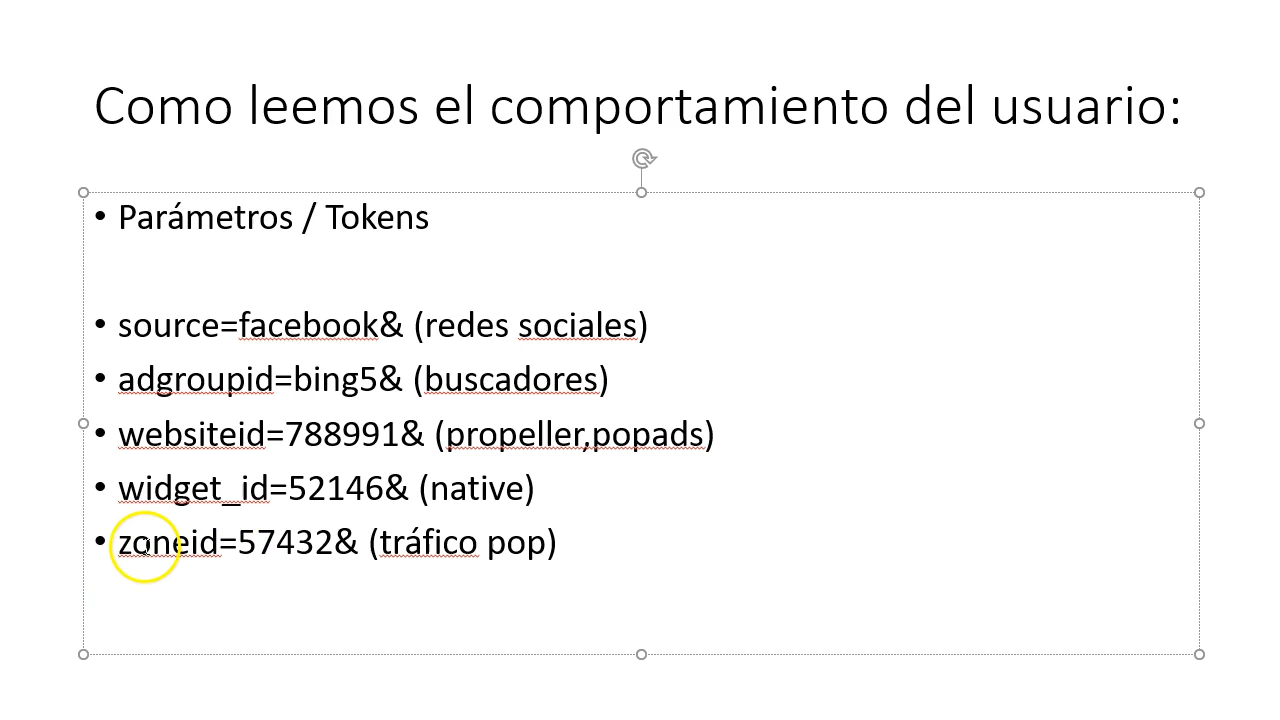 Como leemos el comportamiento del usuario:
• Parámetros / Tokens
• source=facebook& (redes sociales)
• adgroupid=bing5& (buscadores)
• websiteid=788991& (propeller,popads)
• widget_id=52146& (native)
• zoneid=57432& (tráfico pop)